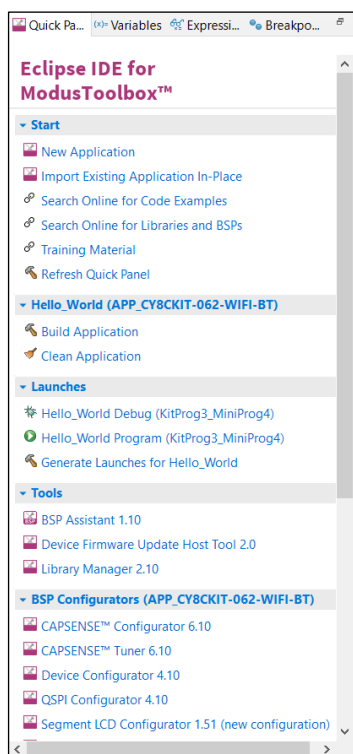 Quick Pa... (x)= Variables Expressi... Breakpo...
Eclipse IDE for
ModusToolbox™
Start
New Application
Import Existing Application In-Place
Search Online for Code Examples
Search Online for Libraries and BSPs
Training Material
Refresh Quick Panel
Hello_World (APP_CY8CKIT-062-WIFI-BT)
Build Application
Clean Application
Launches
Hello_World Debug (KitProg3_MiniProg4)
Hello_World Program (KitProg3_MiniProg4)
Generate Launches for Hello_World
Tools
BSP Assistant 1.10
Device Firmware Update Host Tool 2.0
Library Manager 2.10
BSP Configurators (APP_CY8CKIT-062-WIFI-BT)
CAPSENSE™ Configurator 6.10
CAPSENSE™ Tuner 6.10
Device Configurator 4.10
QSPI Configurator 4.10
Segment LCD Configurator 1.51 (new configuration)